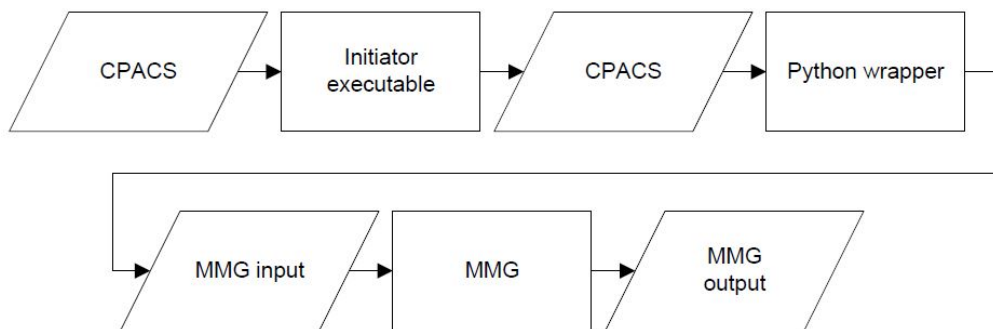 CPACS
Initiator
executable
CPACS
Python wrapper
MMG input
MMG
MMG
output